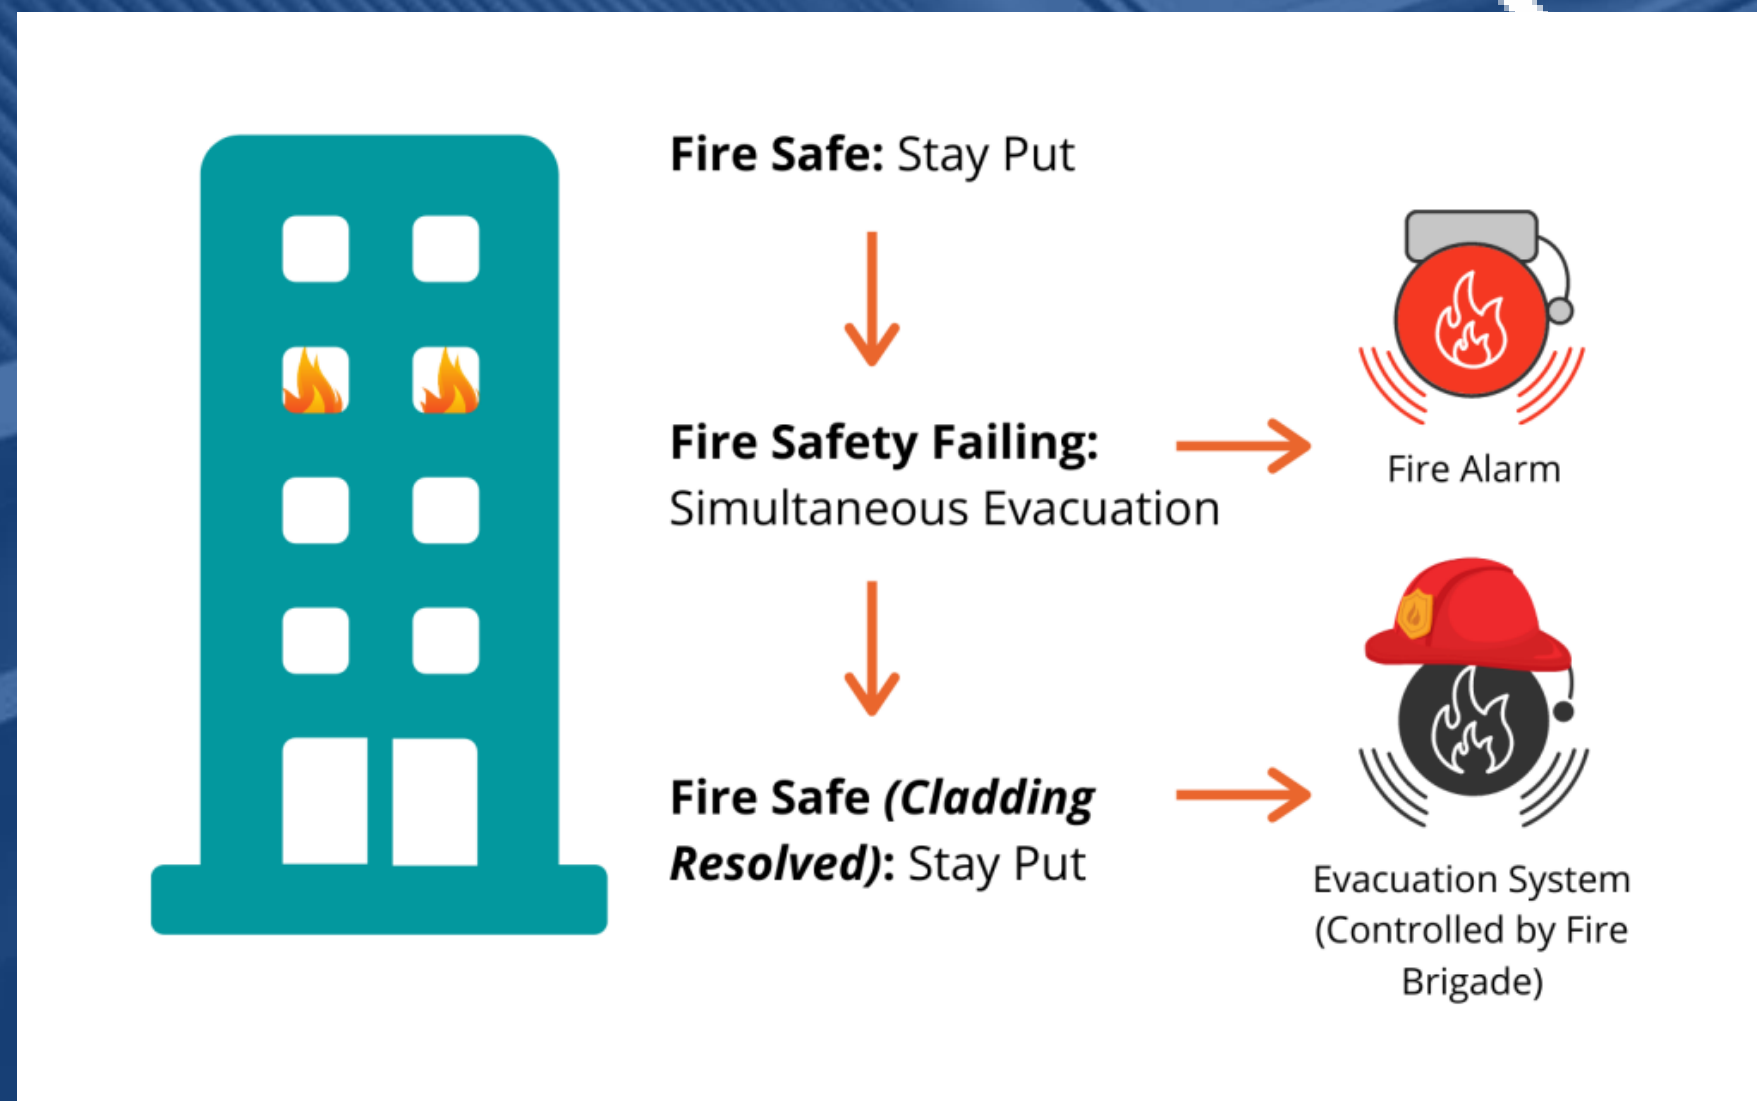 Fire Safe: Stay Put
Fire Safety Failing:
Simultaneous Evacuation
Fire Alarm
Fire Safe (Cladding
Resolved): Stay Put
Evacuation System
(Controlled by Fire
Brigade)